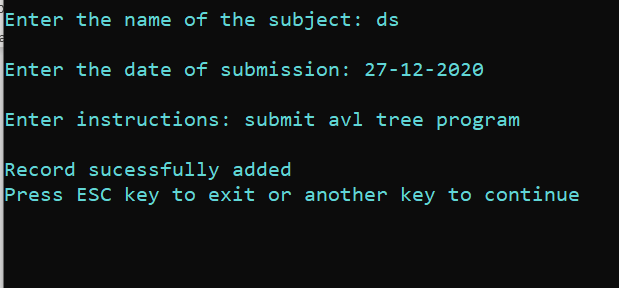 Enter the name of the subject: ds
Enter the date of submission: 27-12-2020
Enter instructions: submit avl tree program
Record sucessfully added
Press ESC key to exit or another key to continue